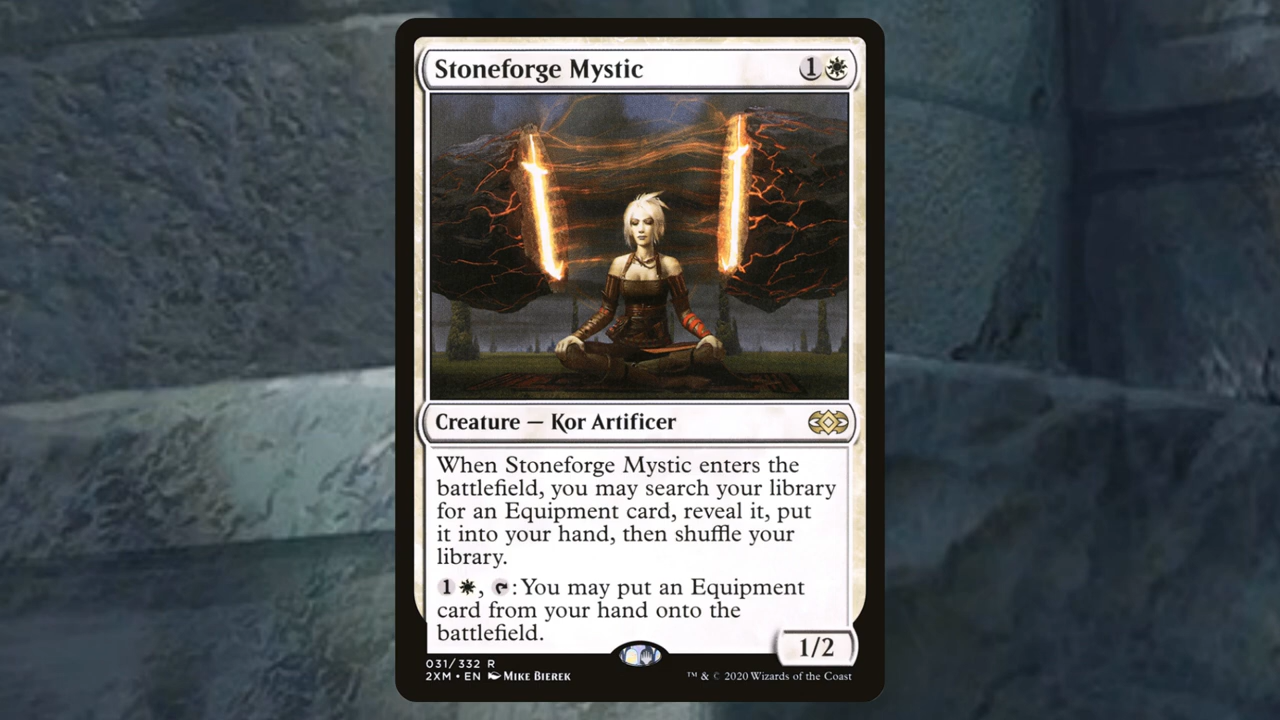 Stoneforge Mystic 1
Creature — Kor Artificer
When Stoneforge Mystic enters the
battlefield, you may search your library
for an Equipment card, reveal it, put
it into your hand, then shuffle your
library.
1 , : You may put an Equipment
card from your hand onto the
battlefield.
1/2
031/332 R
2XM • EN Mike Bierek
™ & © 2020 Wizards of the Coast